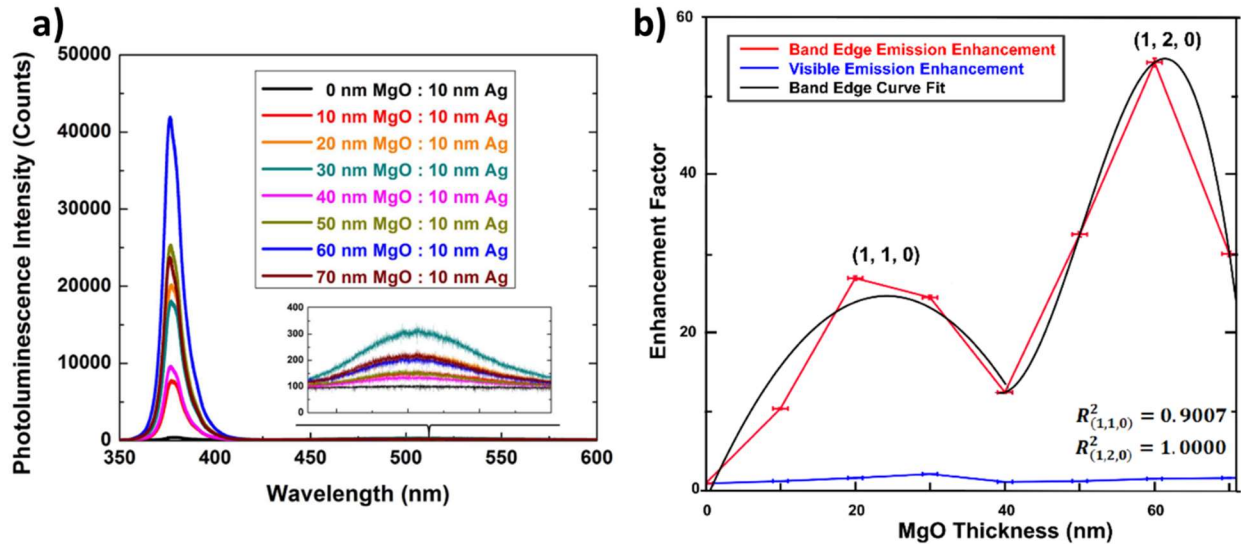 a)
Photoluminescence Intensity (Counts)
50000
40000
30000
20000
10000
0
0 nm MgO : 10 nm Ag
10 nm MgO : 10 nm Ag
20 nm MgO : 10 nm Ag
30 nm MgO : 10 nm Ag
40 nm MgO : 10 nm Ag
50 nm MgO : 10 nm Ag
60 nm MgO : 10 nm Ag
70 nm MgO : 10 nm Ag
400
300
200
100
0
350 400 450 500 550 600
Wavelength (nm)
b)
Enhancement Factor
60
40
20
0
Band Edge Emission Enhancement
Visible Emission Enhancement
Band Edge Curve Fit
(1, 1, 0)
(1, 2, 0)
R²(1,1,0) = 0.9007
R²(1,2,0) = 1.0000
0 20 40 60
MgO Thickness (nm)